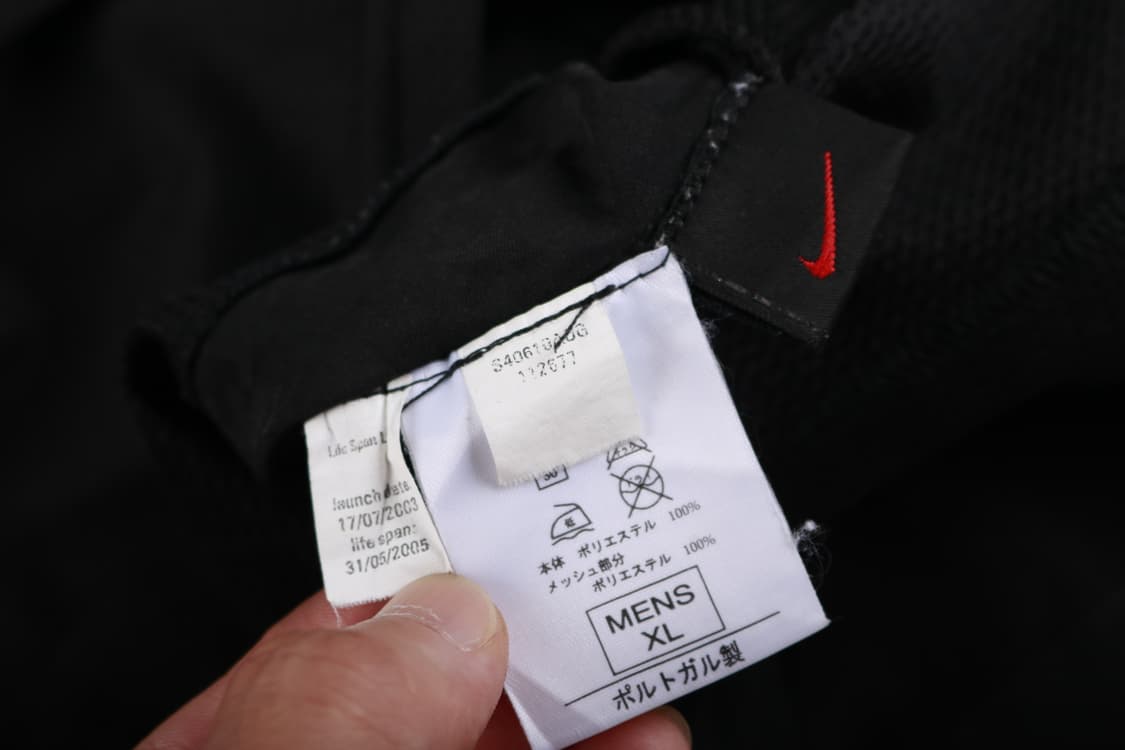 Life Span L
launch date:
17/07/2003
life span:
31/05/2005
112677
30
低
本体 ポリエステル 100%
メッシュ部分
ポリエステル 100%
MENS
XL
ポルトガル製